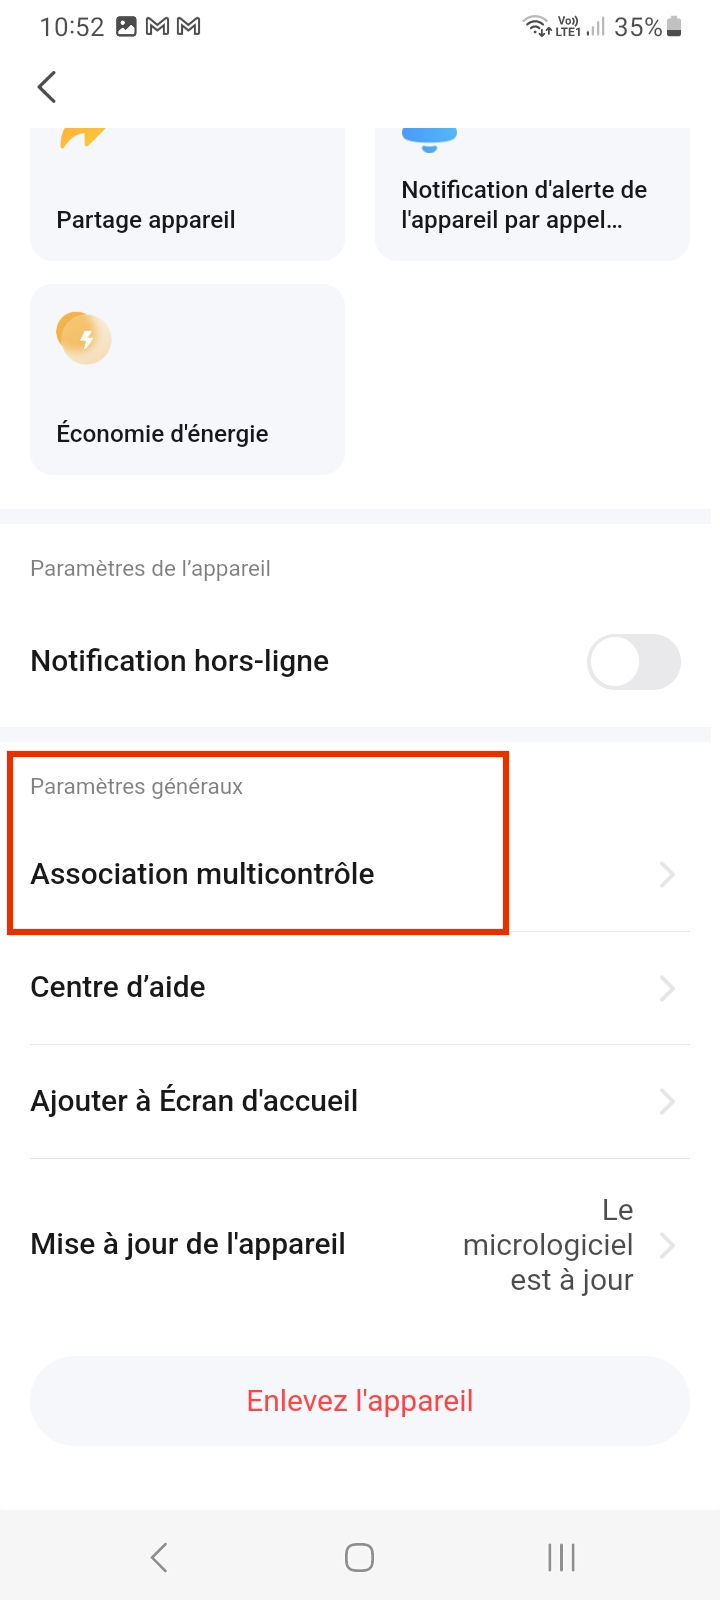 10:52
Vo))
LTE1
35%
Partage appareil
Notification d'alerte de
l'appareil par appel...
Économie d'énergie
Paramètres de l’appareil
Notification hors-ligne
Paramètres généraux
Association multicontrôle
Centre d’aide
Ajouter à Écran d'accueil
Mise à jour de l'appareil
Le
micrologiciel
est à jour
Enlevez l'appareil